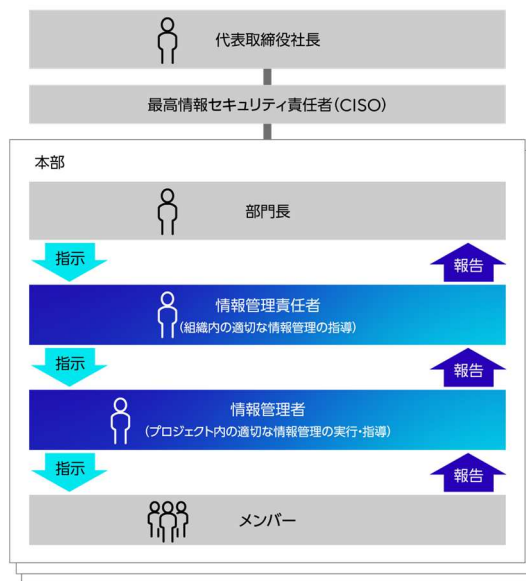 代表取締役社長
最高情報セキュリティ責任者(CISO)
本部
部門長
指示
報告
情報管理責任者
(組織内の適切な情報管理の指導)
指示
報告
情報管理者
(プロジェクト内の適切な情報管理の実行・指導)
指示
報告
メンバー